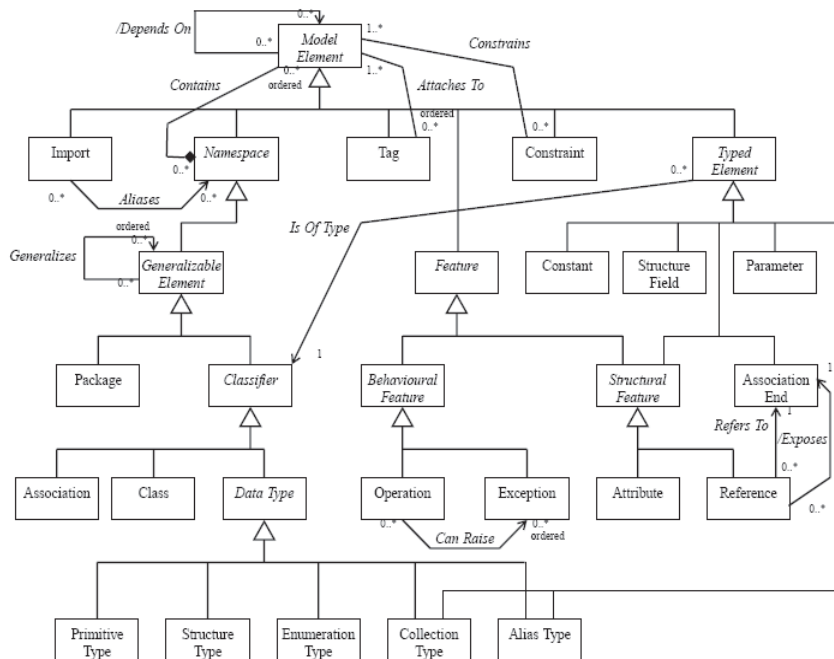 0..*
/Depends On
Model
Element
1..*
0..*
Constrains
0..*
1..*
Contains
ordered
Attaches To
ordered
0..*
0..*
0..*
Import
Namespace
Tag
Constraint
Typed
Element
0..*
0..*
Aliases
0..*
0..*
ordered
0..*
Is Of Type
Generalizes
Generalizable
Element
0..*
Feature
Constant
Structure
Field
Parameter
1
Package
Classifier
Behavioural
Feature
Structural
Feature
Association
End
1
1
Refers To
/Exposes
0..*
Association
Class
Data Type
Operation
Exception
Attribute
Reference
0..*
0..*
0..*
ordered
Can Raise
Primitive
Type
Structure
Type
Enumeration
Type
Collection
Type
Alias Type